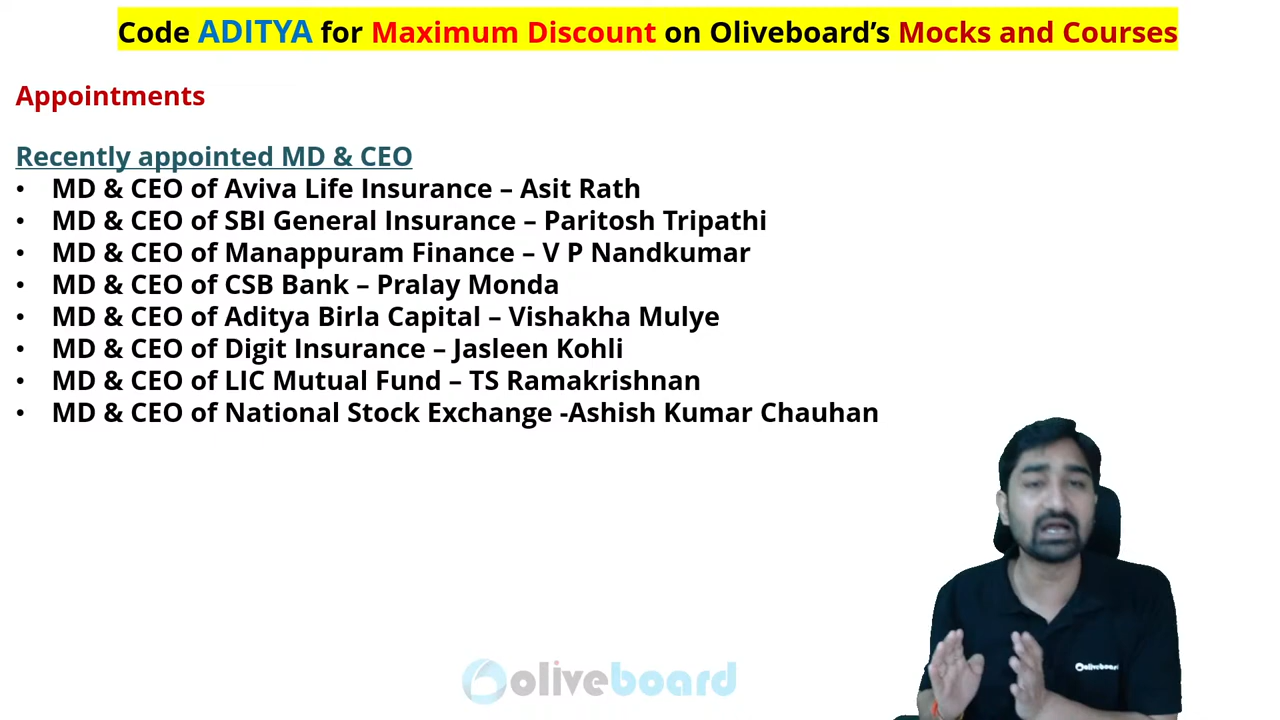 Code ADITYA for Maximum Discount on Oliveboard’s Mocks and Courses
Appointments
Recently appointed MD & CEO
• MD & CEO of Aviva Life Insurance – Asit Rath
• MD & CEO of SBI General Insurance – Paritosh Tripathi
• MD & CEO of Manappuram Finance – V P Nandkumar
• MD & CEO of CSB Bank – Pralay Monda
• MD & CEO of Aditya Birla Capital – Vishakha Mulye
• MD & CEO of Digit Insurance – Jasleen Kohli
• MD & CEO of LIC Mutual Fund – TS Ramakrishnan
• MD & CEO of National Stock Exchange -Ashish Kumar Chauhan
oliveboard
oliveboard